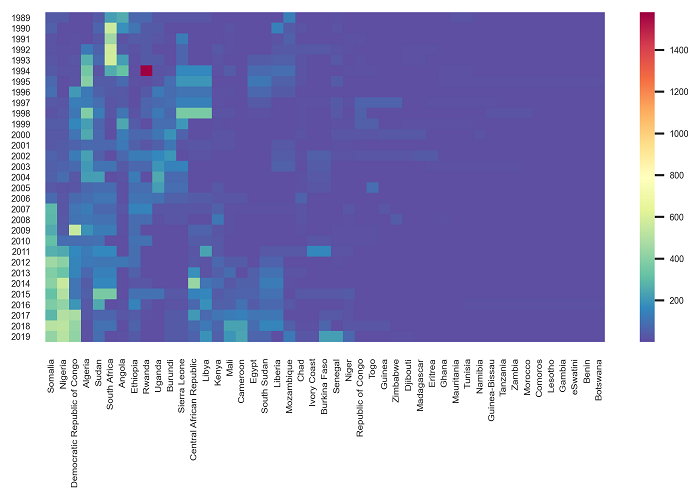 1989
1990
1991
1992
1993
1994
1995
1996
1997
1998
1999
2000
2001
2002
2003
2004
2005
2006
2007
2008
2009
2010
2011
2012
2013
2014
2015
2016
2017
2018
2019
Somalia
Nigeria
Democratic Republic of Congo
Algeria
Sudan
South Africa
Angola
Ethiopia
Rwanda
Uganda
Burundi
Sierra Leone
Central African Republic
Libya
Kenya
Mali
Cameroon
Egypt
South Sudan
Liberia
Mozambique
Chad
Ivory Coast
Burkina Faso
Senegal
Niger
Republic of Congo
Togo
Guinea
Zimbabwe
Djibouti
Madagascar
Eritrea
Ghana
Mauritania
Tunisia
Namibia
Guinea-Bissau
Tanzania
Zambia
Morocco
Comoros
Lesotho
Gambia
eSwatini
Benin
Botswana
1400
1200
1000
800
600
400
200